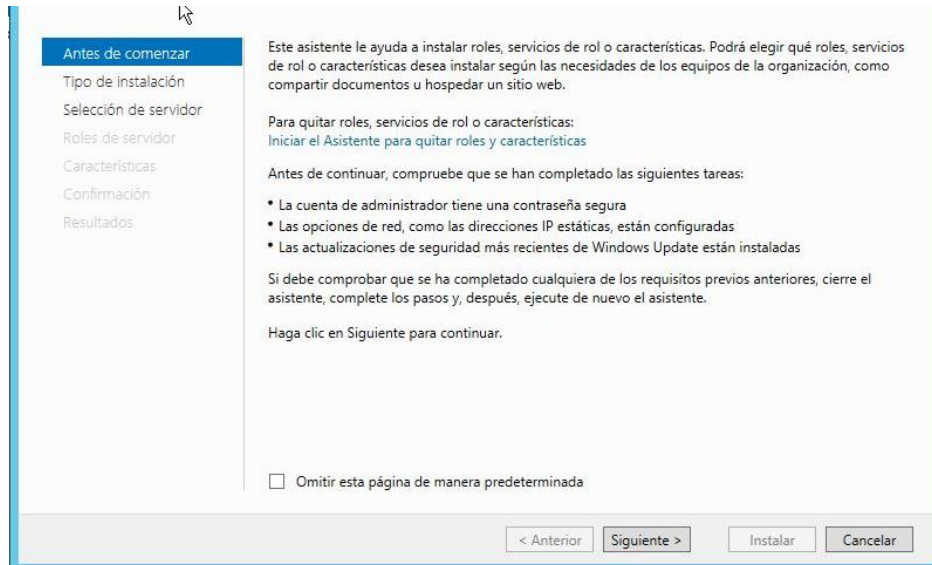 Antes de comenzar
Tipo de instalación
Selección de servidor
Roles de servidor
Características
Confirmación
Resultados
Este asistente le ayuda a instalar roles, servicios de rol o características. Podrá elegir qué roles, servicios
de rol o características desea instalar según las necesidades de los equipos de la organización, como
compartir documentos u hospedar un sitio web.
Para quitar roles, servicios de rol o características:
Iniciar el Asistente para quitar roles y características
Antes de continuar, compruebe que se han completado las siguientes tareas:
• La cuenta de administrador tiene una contraseña segura
• Las opciones de red, como las direcciones IP estáticas, están configuradas
• Las actualizaciones de seguridad más recientes de Windows Update están instaladas
Si debe comprobar que se ha completado cualquiera de los requisitos previos anteriores, cierre el
asistente, complete los pasos y, después, ejecute de nuevo el asistente.
Haga clic en Siguiente para continuar.
Omitir esta página de manera predeterminada
< Anterior Siguiente > Instalar Cancelar